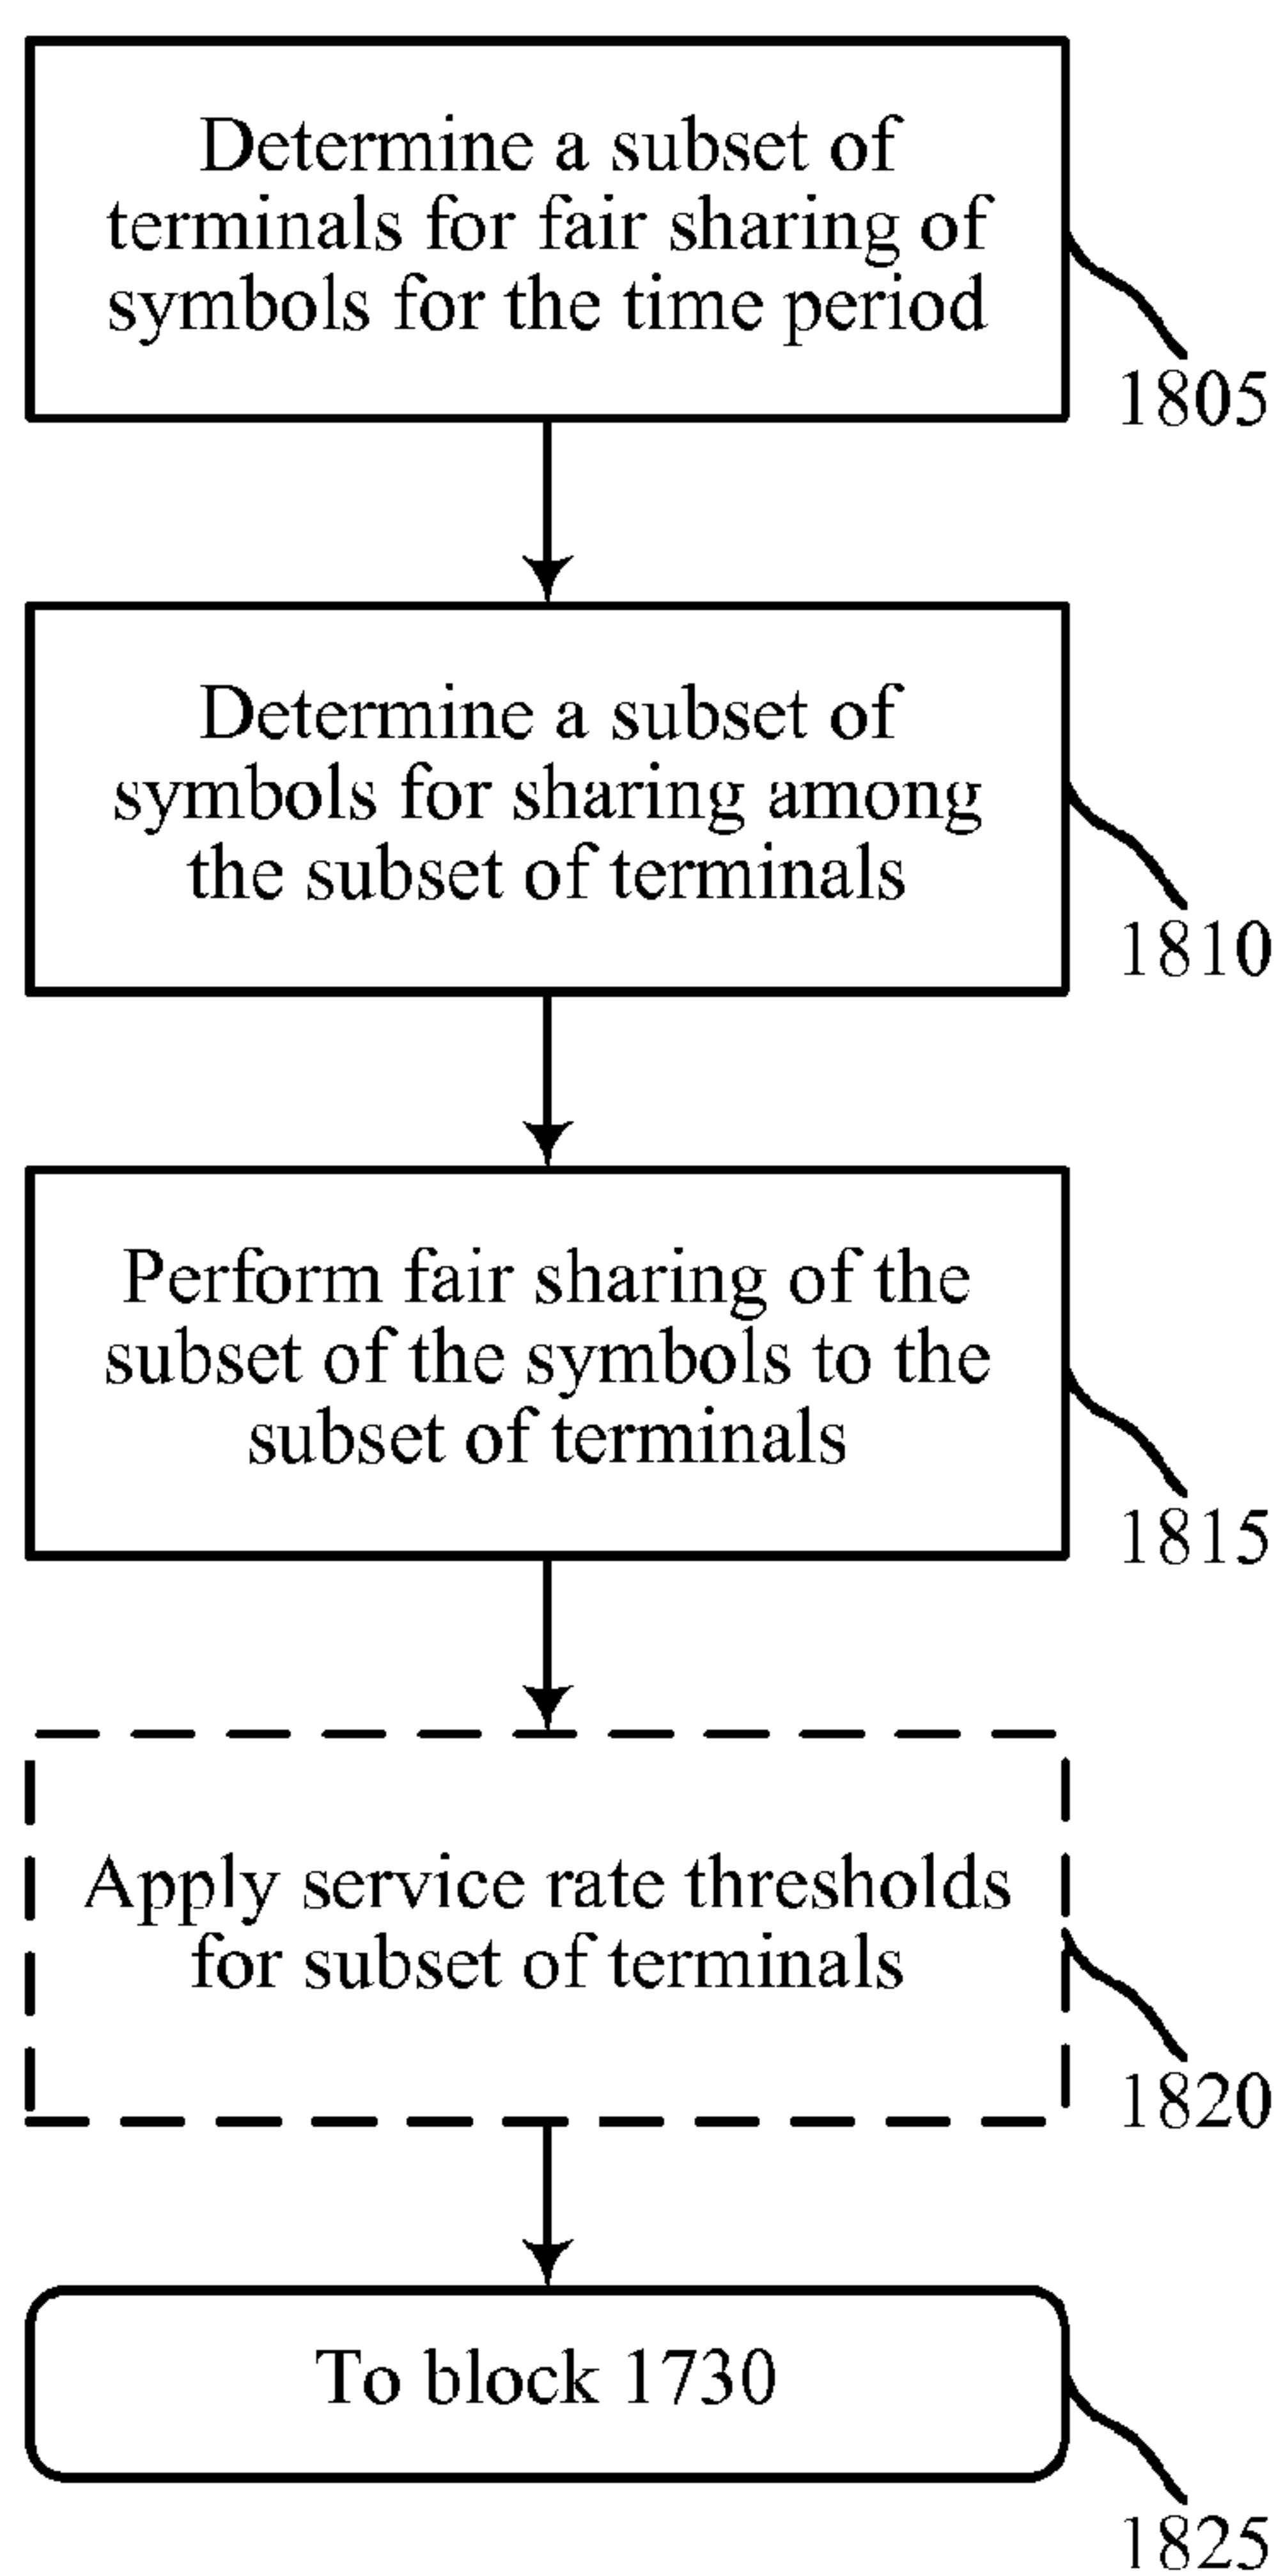 Determine a subset of
terminals for fair sharing of
symbols for the time period
1805
Determine a subset of
symbols for sharing among
the subset of terminals
1810
Perform fair sharing of the
subset of the symbols to the
subset of terminals
1815
Apply service rate thresholds
for subset of terminals
1820
To block 1730
1825